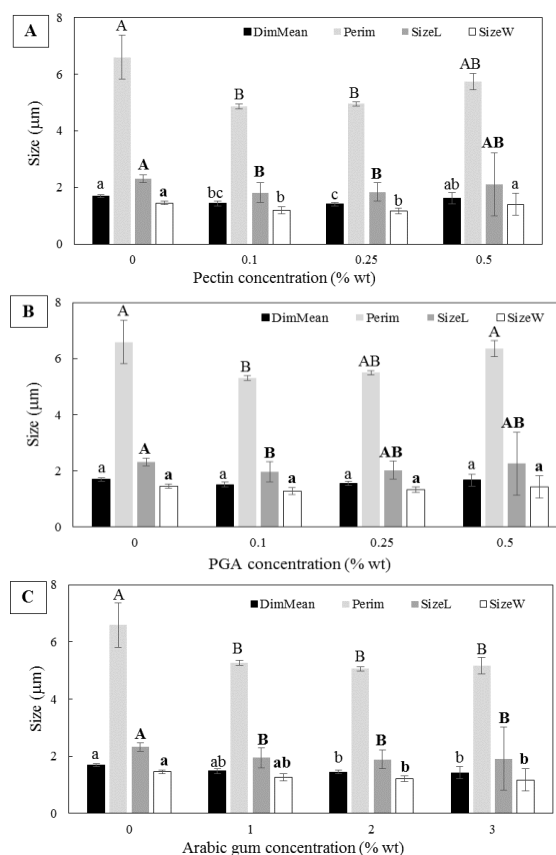 A
DimMean Perim SizeL SizeW
8
6
4
2
0
Size (µm)
A B B AB
a A a
bc B b
c B b
ab AB a
0 0.1 0.25 0.5
Pectin concentration (% wt)
B
DimMean Perim SizeL SizeW
8
6
4
2
0
Size (µm)
A B AB A
a A a
a B a
a AB a
a AB a
0 0.1 0.25 0.5
PGA concentration (% wt)
C
DimMean Perim SizeL SizeW
8
6
4
2
0
Size (µm)
A B B B
a A a
ab B ab
b B b
b B b
0 1 2 3
Arabic gum concentration (% wt)